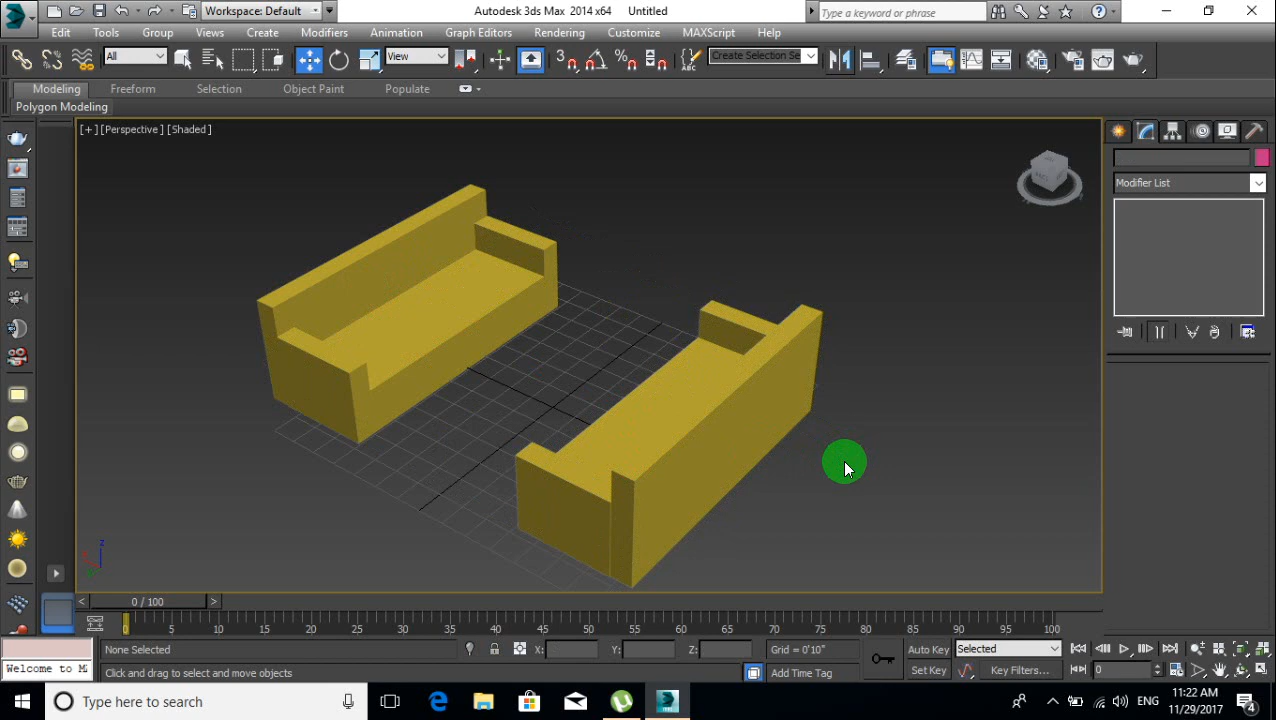 Workspace: Default
Autodesk 3ds Max 2014 x64 Untitled
Type a keyword or phrase
Edit Tools Group Views Create Modifiers Animation Graph Editors Rendering Customize MAXScript Help
All
View
3
%
Create Selection Se
Modeling Freeform Selection Object Paint Populate
Polygon Modeling
[+] [Perspective ] [Shaded ]
Modifier List
z
< 0 / 100 >
0 5 10 15 20 25 30 35 40 45 50 55 60 65 70 75 80 85 90 95 100
None Selected X: Y: Z: Grid = 0'10" Auto Key Selected
Welcome to M
Click and drag to select and move objects Add Time Tag Set Key Key Filters... 0
Type here to search
ENG
11:22 AM
11/29/2017
4